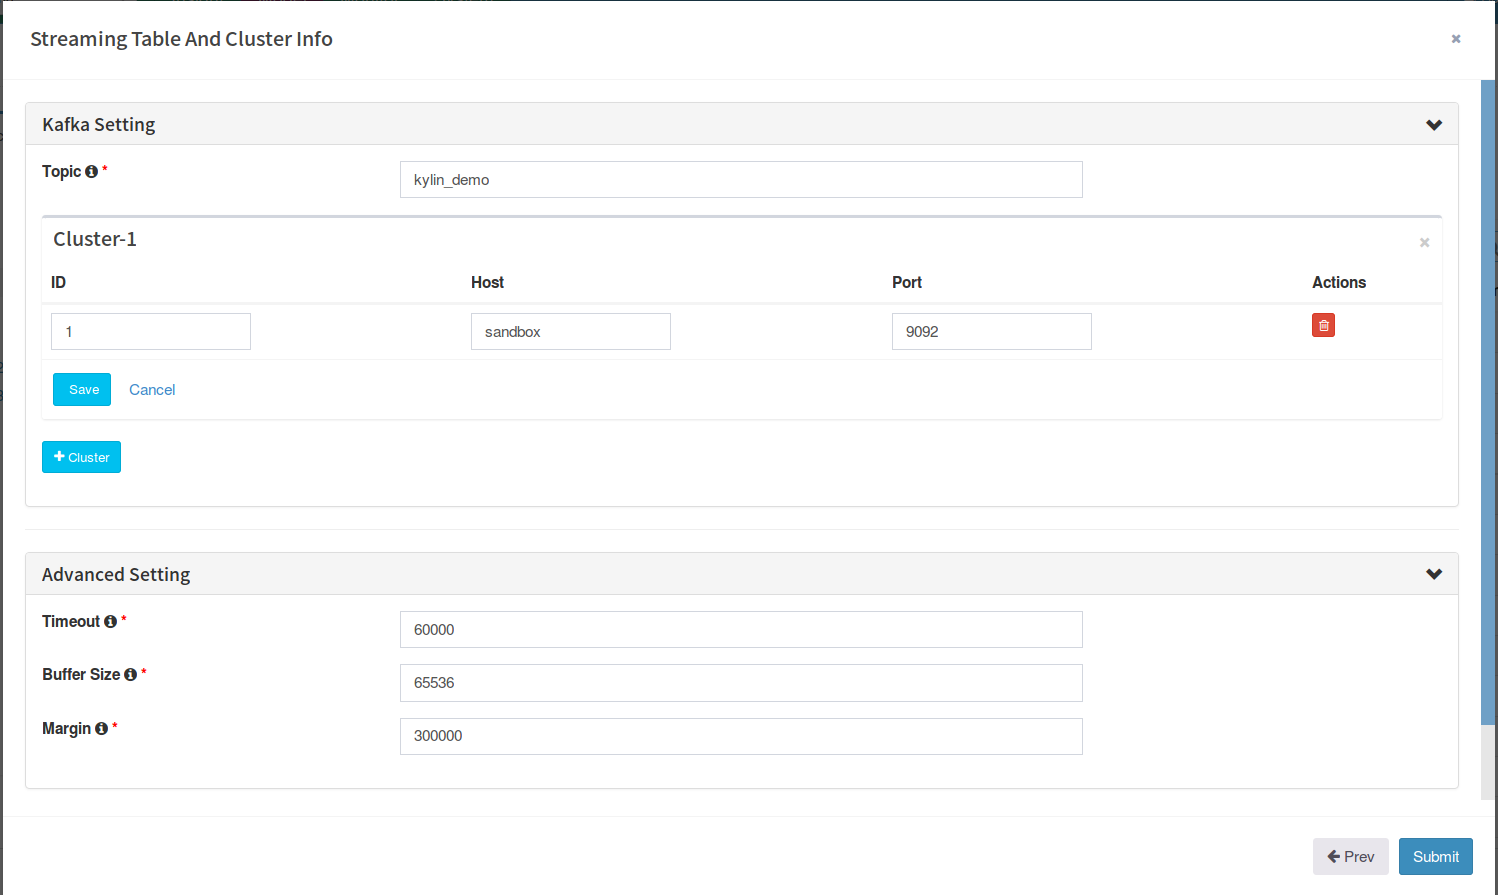 Streaming Table And Cluster Info
Kafka Setting
Topic *
kylin_demo
Cluster-1
ID Host Port Actions
1 sandbox 9092
Save Cancel
+ Cluster
Advanced Setting
Timeout *
60000
Buffer Size *
65536
Margin *
300000
Prev Submit